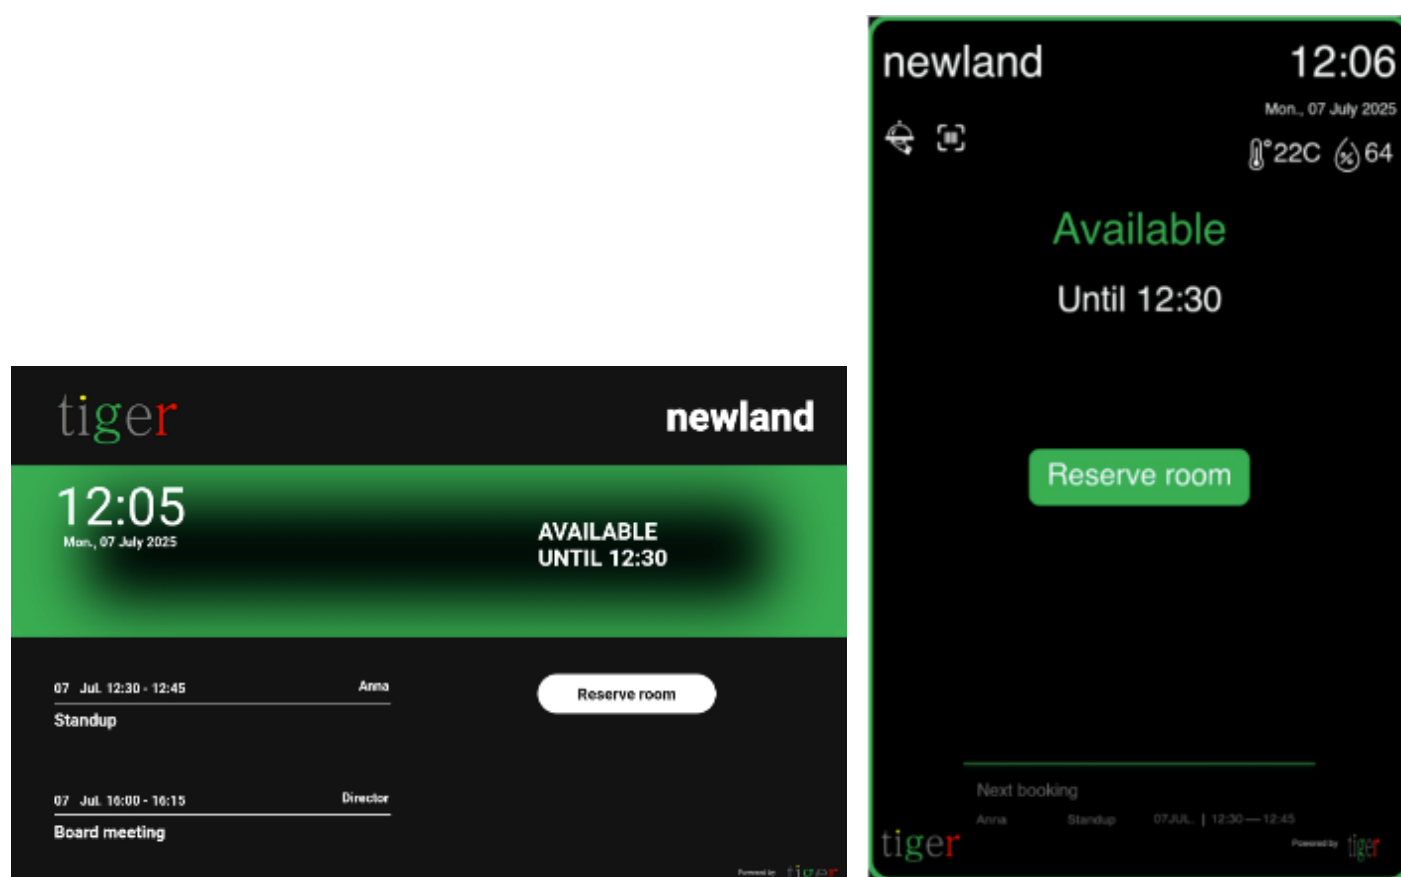 tiger
newland
12:05
Mon., 07 July 2025
AVAILABLE
UNTIL 12:30
07 Jul. 12:30 - 12:45 Anna
Standup
Reserve room
07 Jul. 16:00 - 16:15 Director
Board meeting
Powered by tiger
newland 12:06
Mon., 07 July 2025
°22C % 64
Available
Until 12:30
Reserve room
Next booking
Anna Standup 07JUL. | 12:30 — 12:45
tiger
Powered by tiger